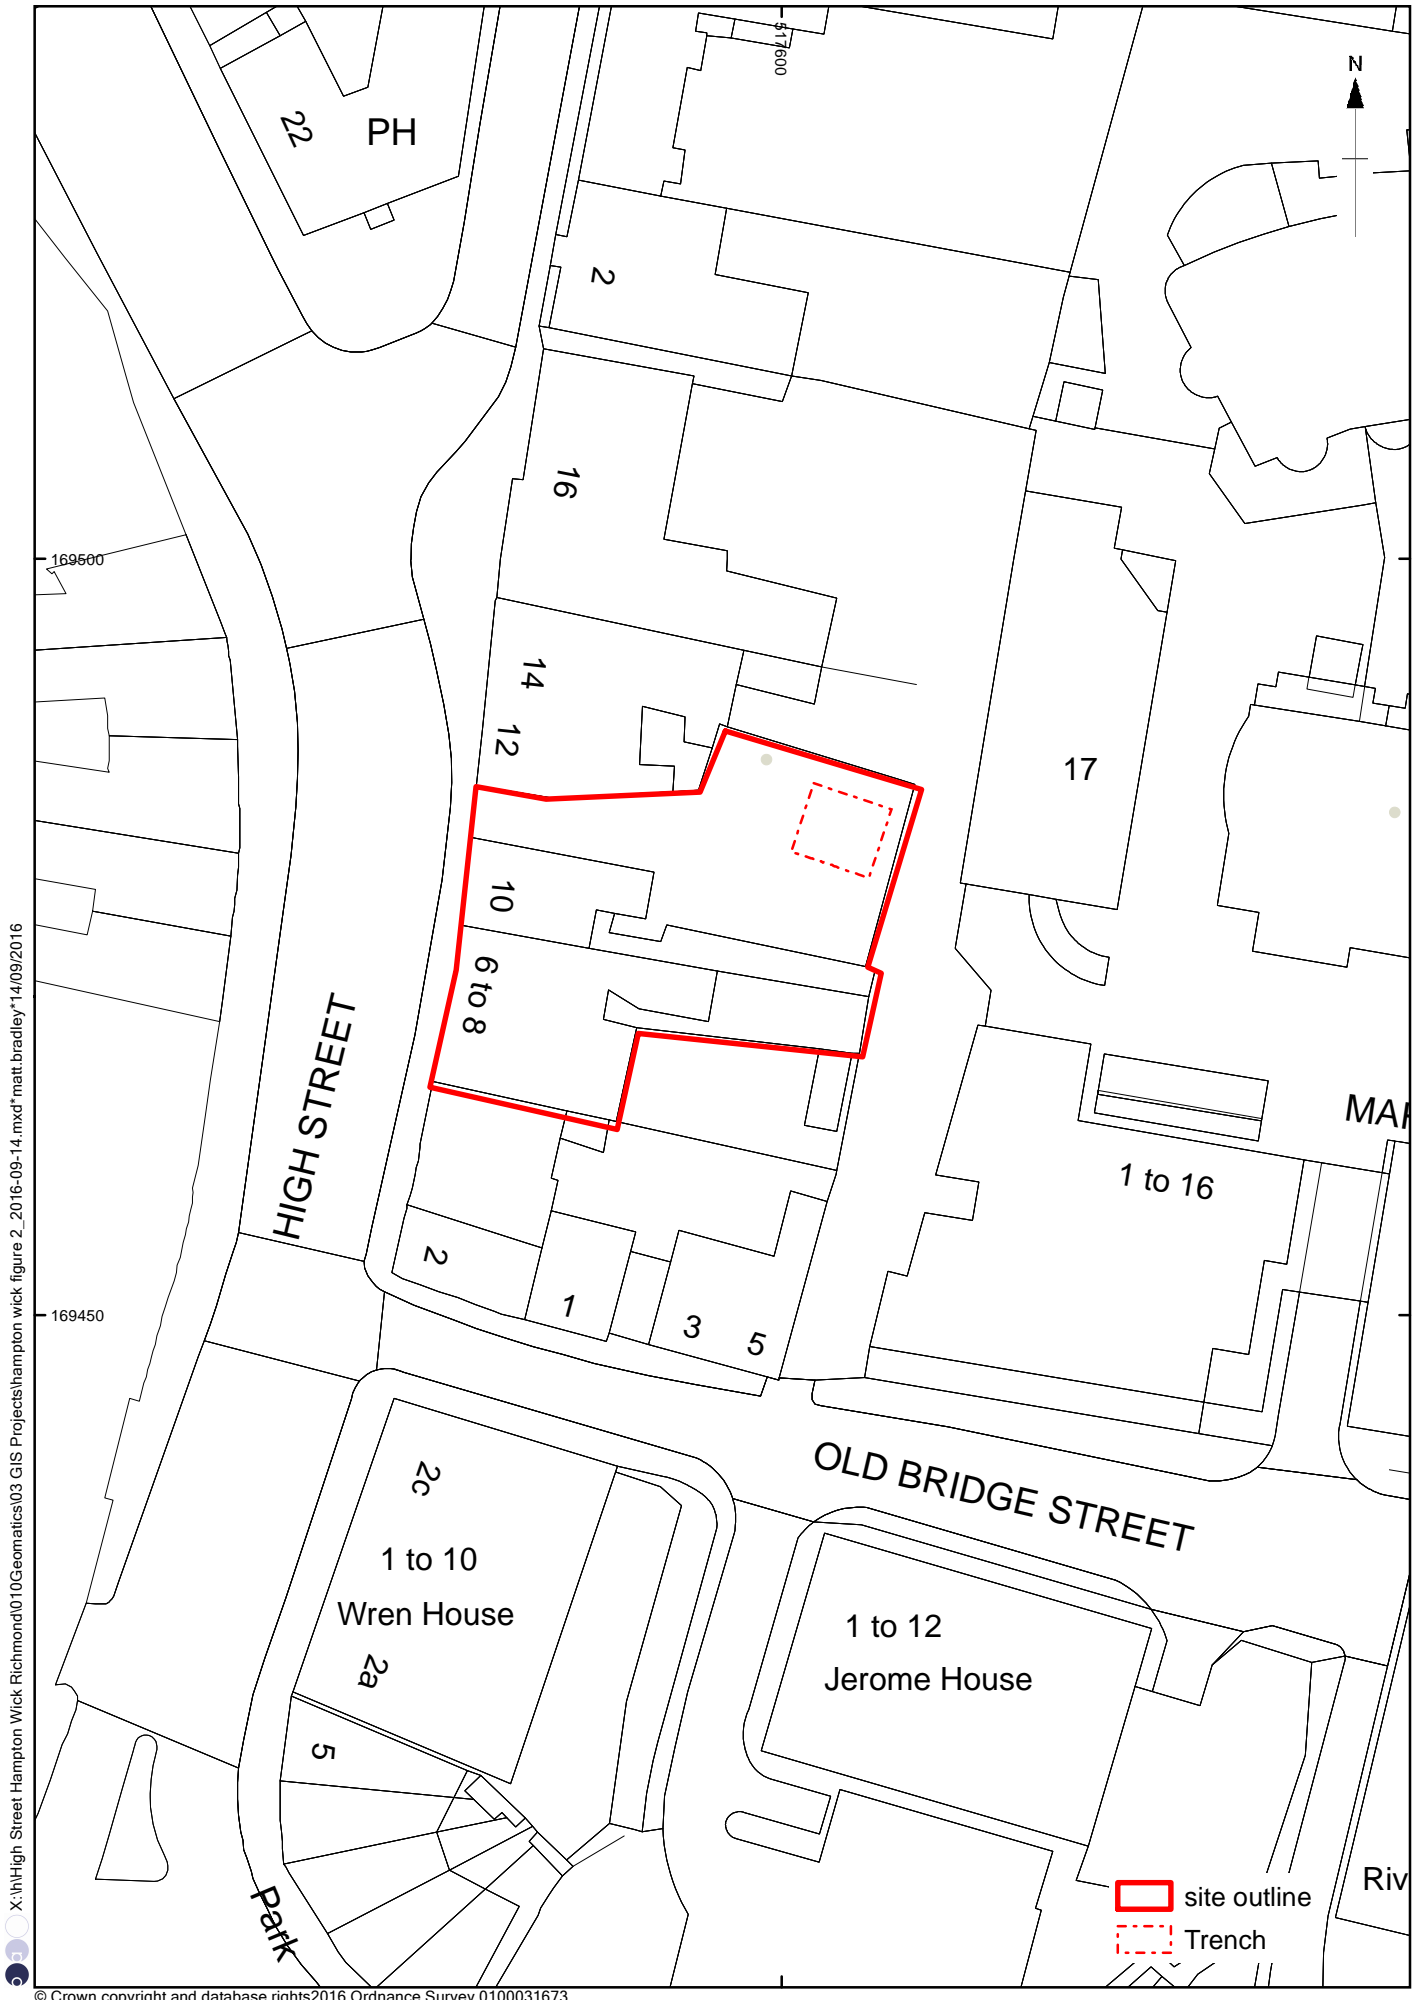 517600
N
22
PH
2
16
169500
14
12
17
10
6 to 8
HIGH STREET
MAR
1 to 16
2
1
3
5
169450
OLD BRIDGE STREET
2c
1 to 10
Wren House
2a
1 to 12
Jerome House
5
Park
Riv
site outline
Trench
X:\h\High Street Hampton Wick Richmond\010Geomatics\03 GIS Projects\hampton wick figure 2_2016-09-14.mxd*matt.bradley*14/09/2016
© Crown copyright and database rights2016 Ordnance Survey 0100031673